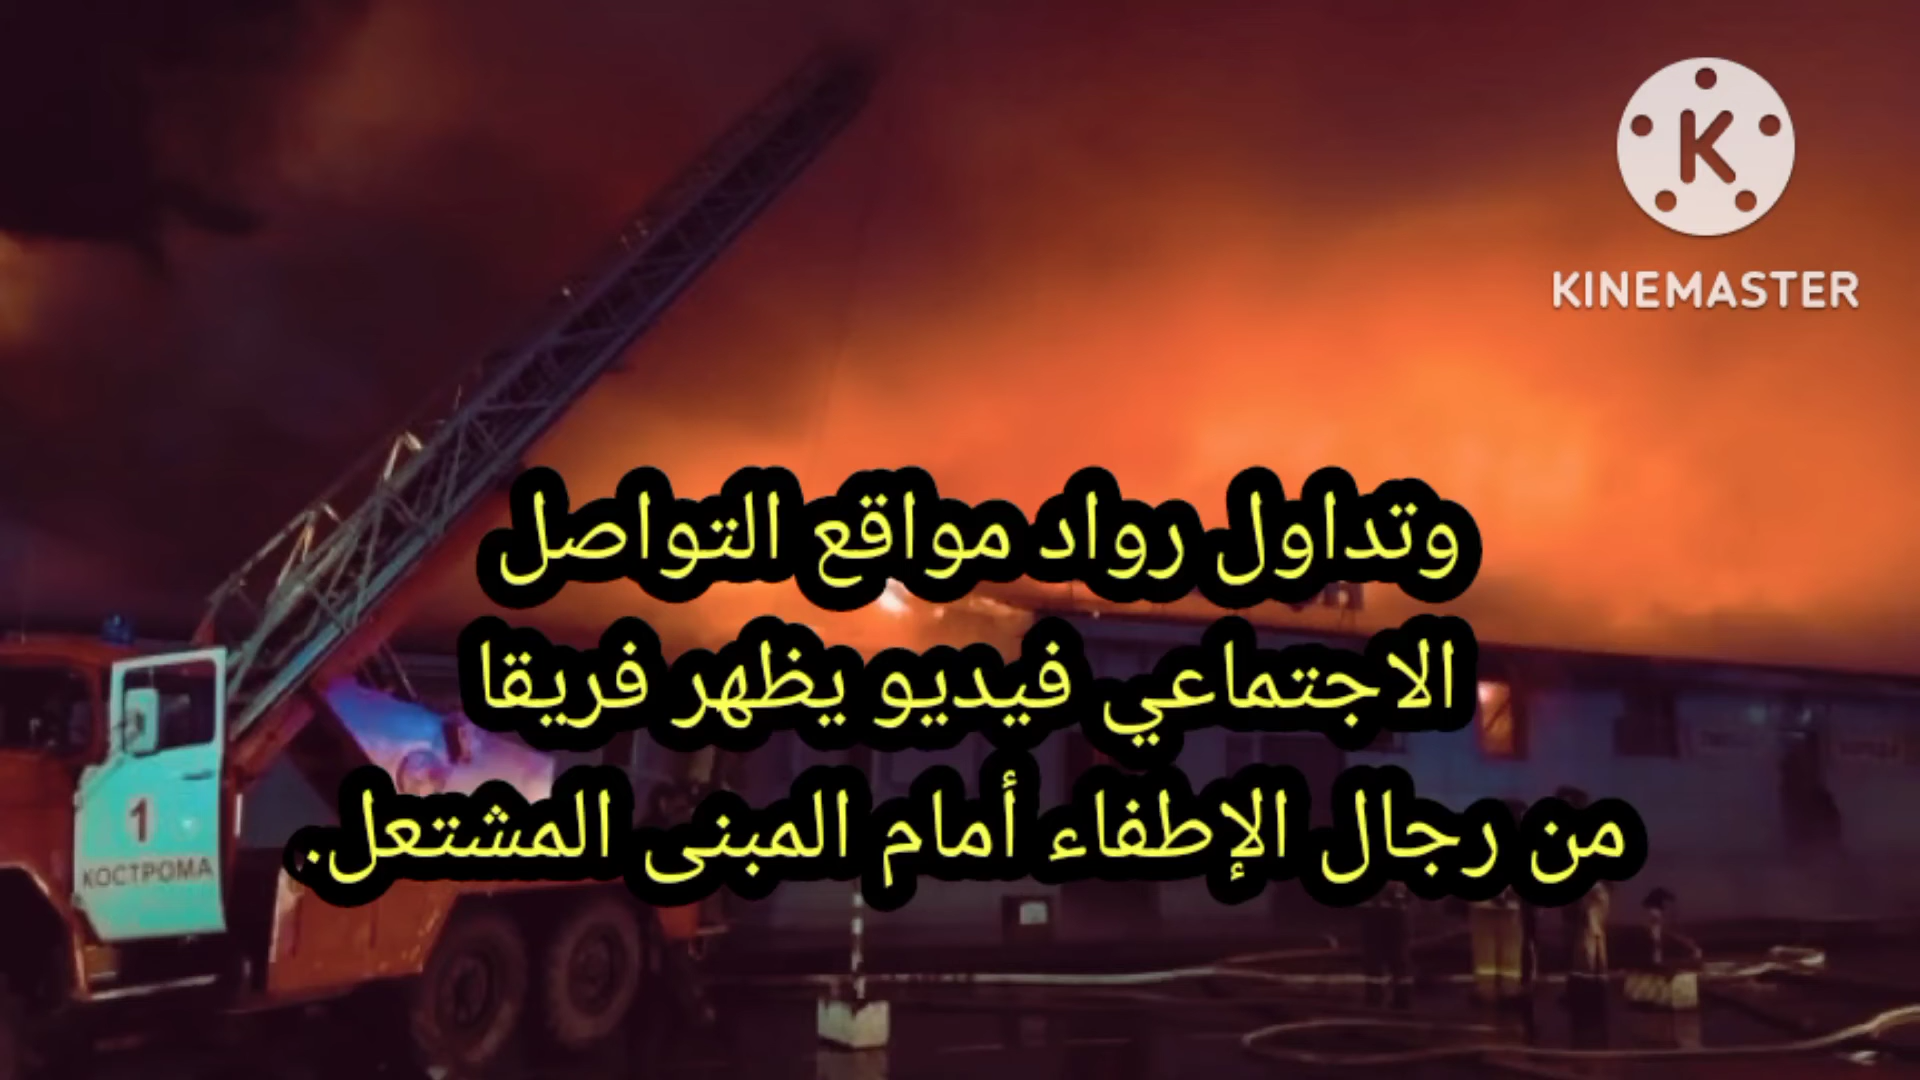 KINEMASTER
وتداول رواد مواقع التواصل
الاجتماعي فيديو يظهر فريقا
من رجال الإطفاء أمام المبنى المشتعل.
1
КОСТРОМА